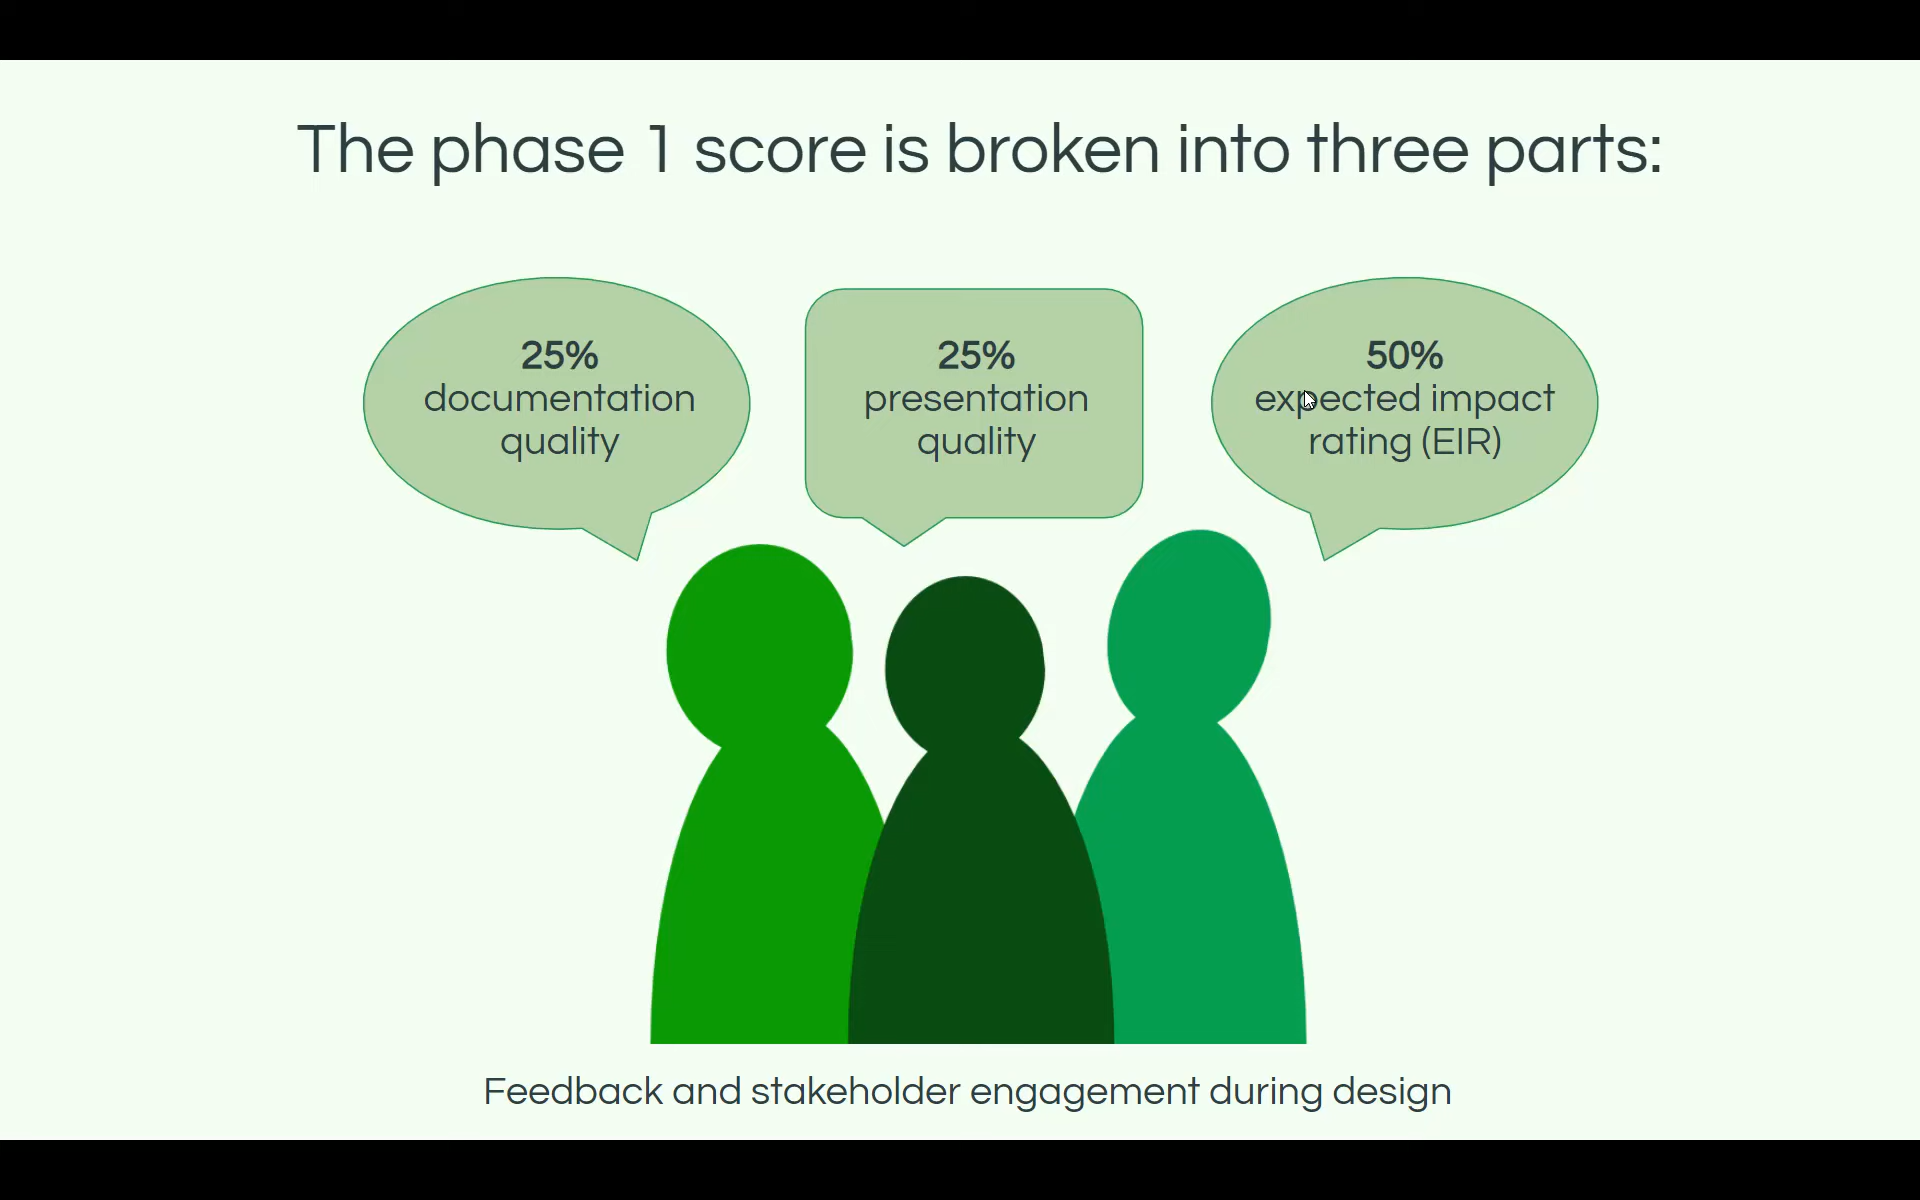 The phase 1 score is broken into three parts:
25%
documentation
quality
25%
presentation
quality
50%
expected impact
rating (EIR)
Feedback and stakeholder engagement during design